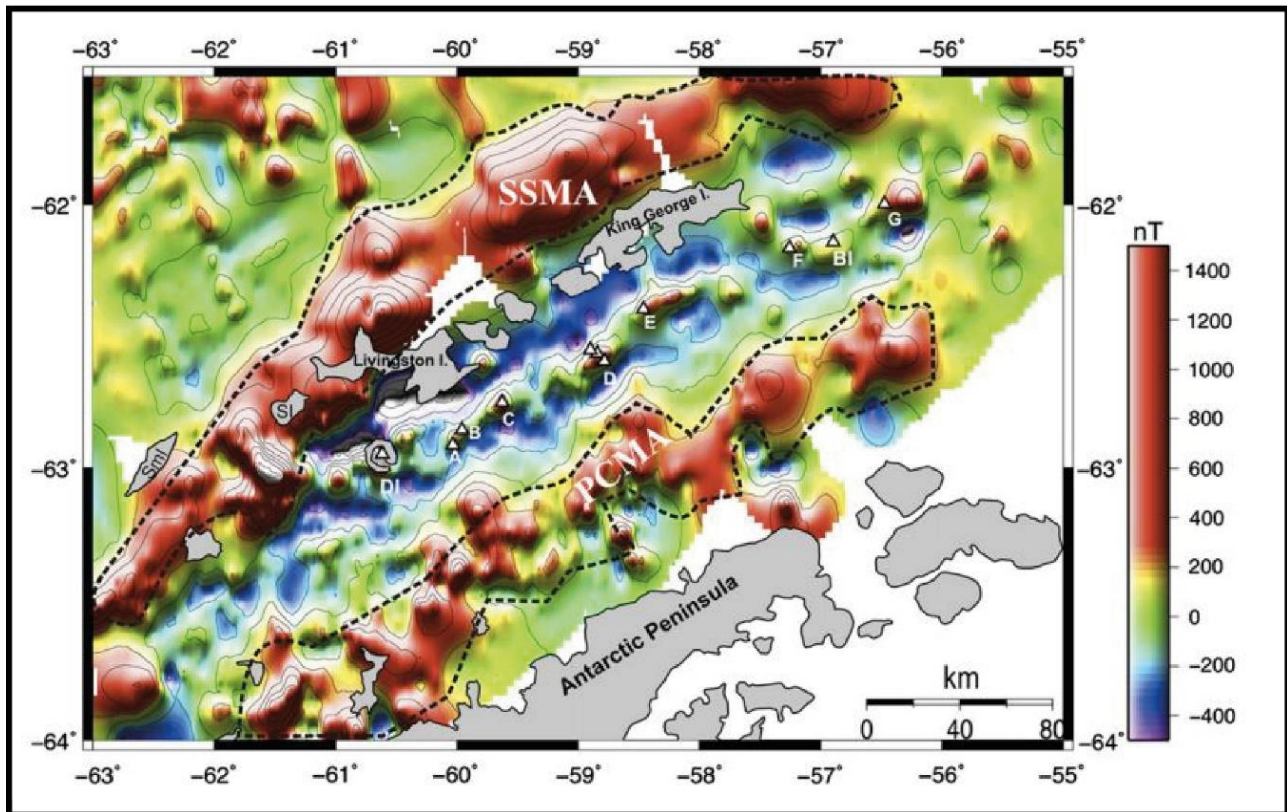 −63° −62° −61° −60° −59° −58° −57° −56° −55°
−62°
−63°
−64°
−62°
−63°
−64°
SSMA
King George I.
G
F
BI
E
Livingston I.
D
SI
C
B
A
SmI
DI
PCMA
Antarctic Peninsula
km
0 40 80
−63° −62° −61° −60° −59° −58° −57° −56° −55°
nT
1400
1200
1000
800
600
400
200
0
−200
−400